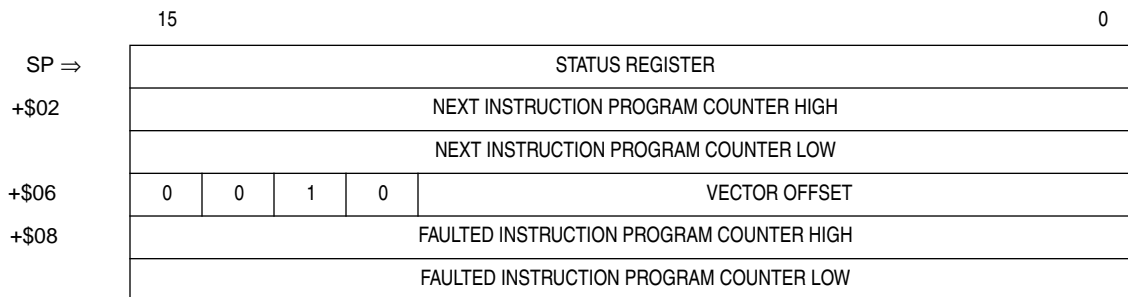 15 0
SP ⇒ STATUS REGISTER
+$02 NEXT INSTRUCTION PROGRAM COUNTER HIGH
NEXT INSTRUCTION PROGRAM COUNTER LOW
+$06 0 0 1 0 VECTOR OFFSET
+$08 FAULTED INSTRUCTION PROGRAM COUNTER HIGH
FAULTED INSTRUCTION PROGRAM COUNTER LOW